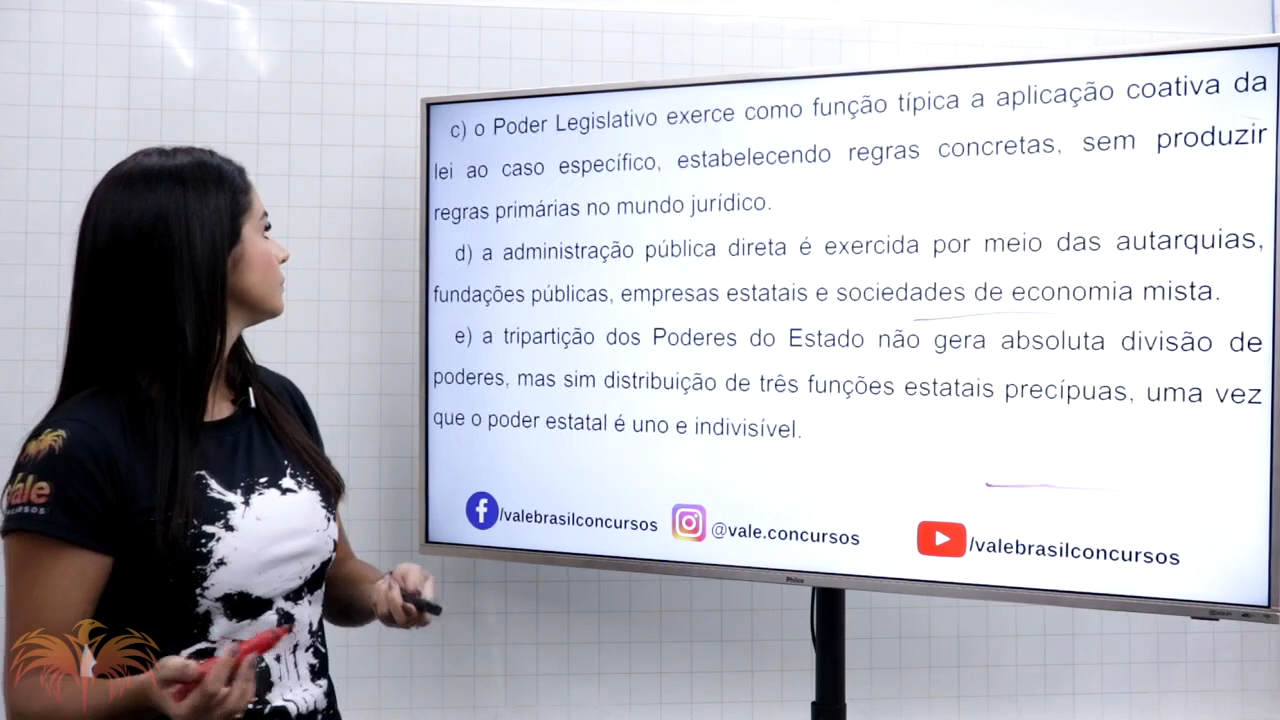 c) o Poder Legislativo exerce como função típica a aplicação coativa da
lei ao caso específico, estabelecendo regras concretas, sem produzir
regras primárias no mundo jurídico.
d) a administração pública direta é exercida por meio das autarquias,
fundações públicas, empresas estatais e sociedades de economia mista.
e) a tripartição dos Poderes do Estado não gera absoluta divisão de
poderes, mas sim distribuição de três funções estatais precípuas, uma vez
que o poder estatal é uno e indivisível.
/valebrasilconcursos @vale.concursos /valebrasilconcursos
Philco
Vale